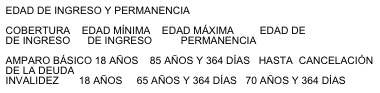 EDAD DE INGRESO Y PERMANENCIA
COBERTURA EDAD MÍNIMA EDAD MÁXIMA EDAD DE
DE INGRESO DE INGRESO PERMANENCIA
AMPARO BÁSICO 18 AÑOS 85 AÑOS Y 364 DÍAS HASTA CANCELACIÓN
DE LA DEUDA
INVALIDEZ 18 AÑOS 65 AÑOS Y 364 DÍAS 70 AÑOS Y 364 DÍAS